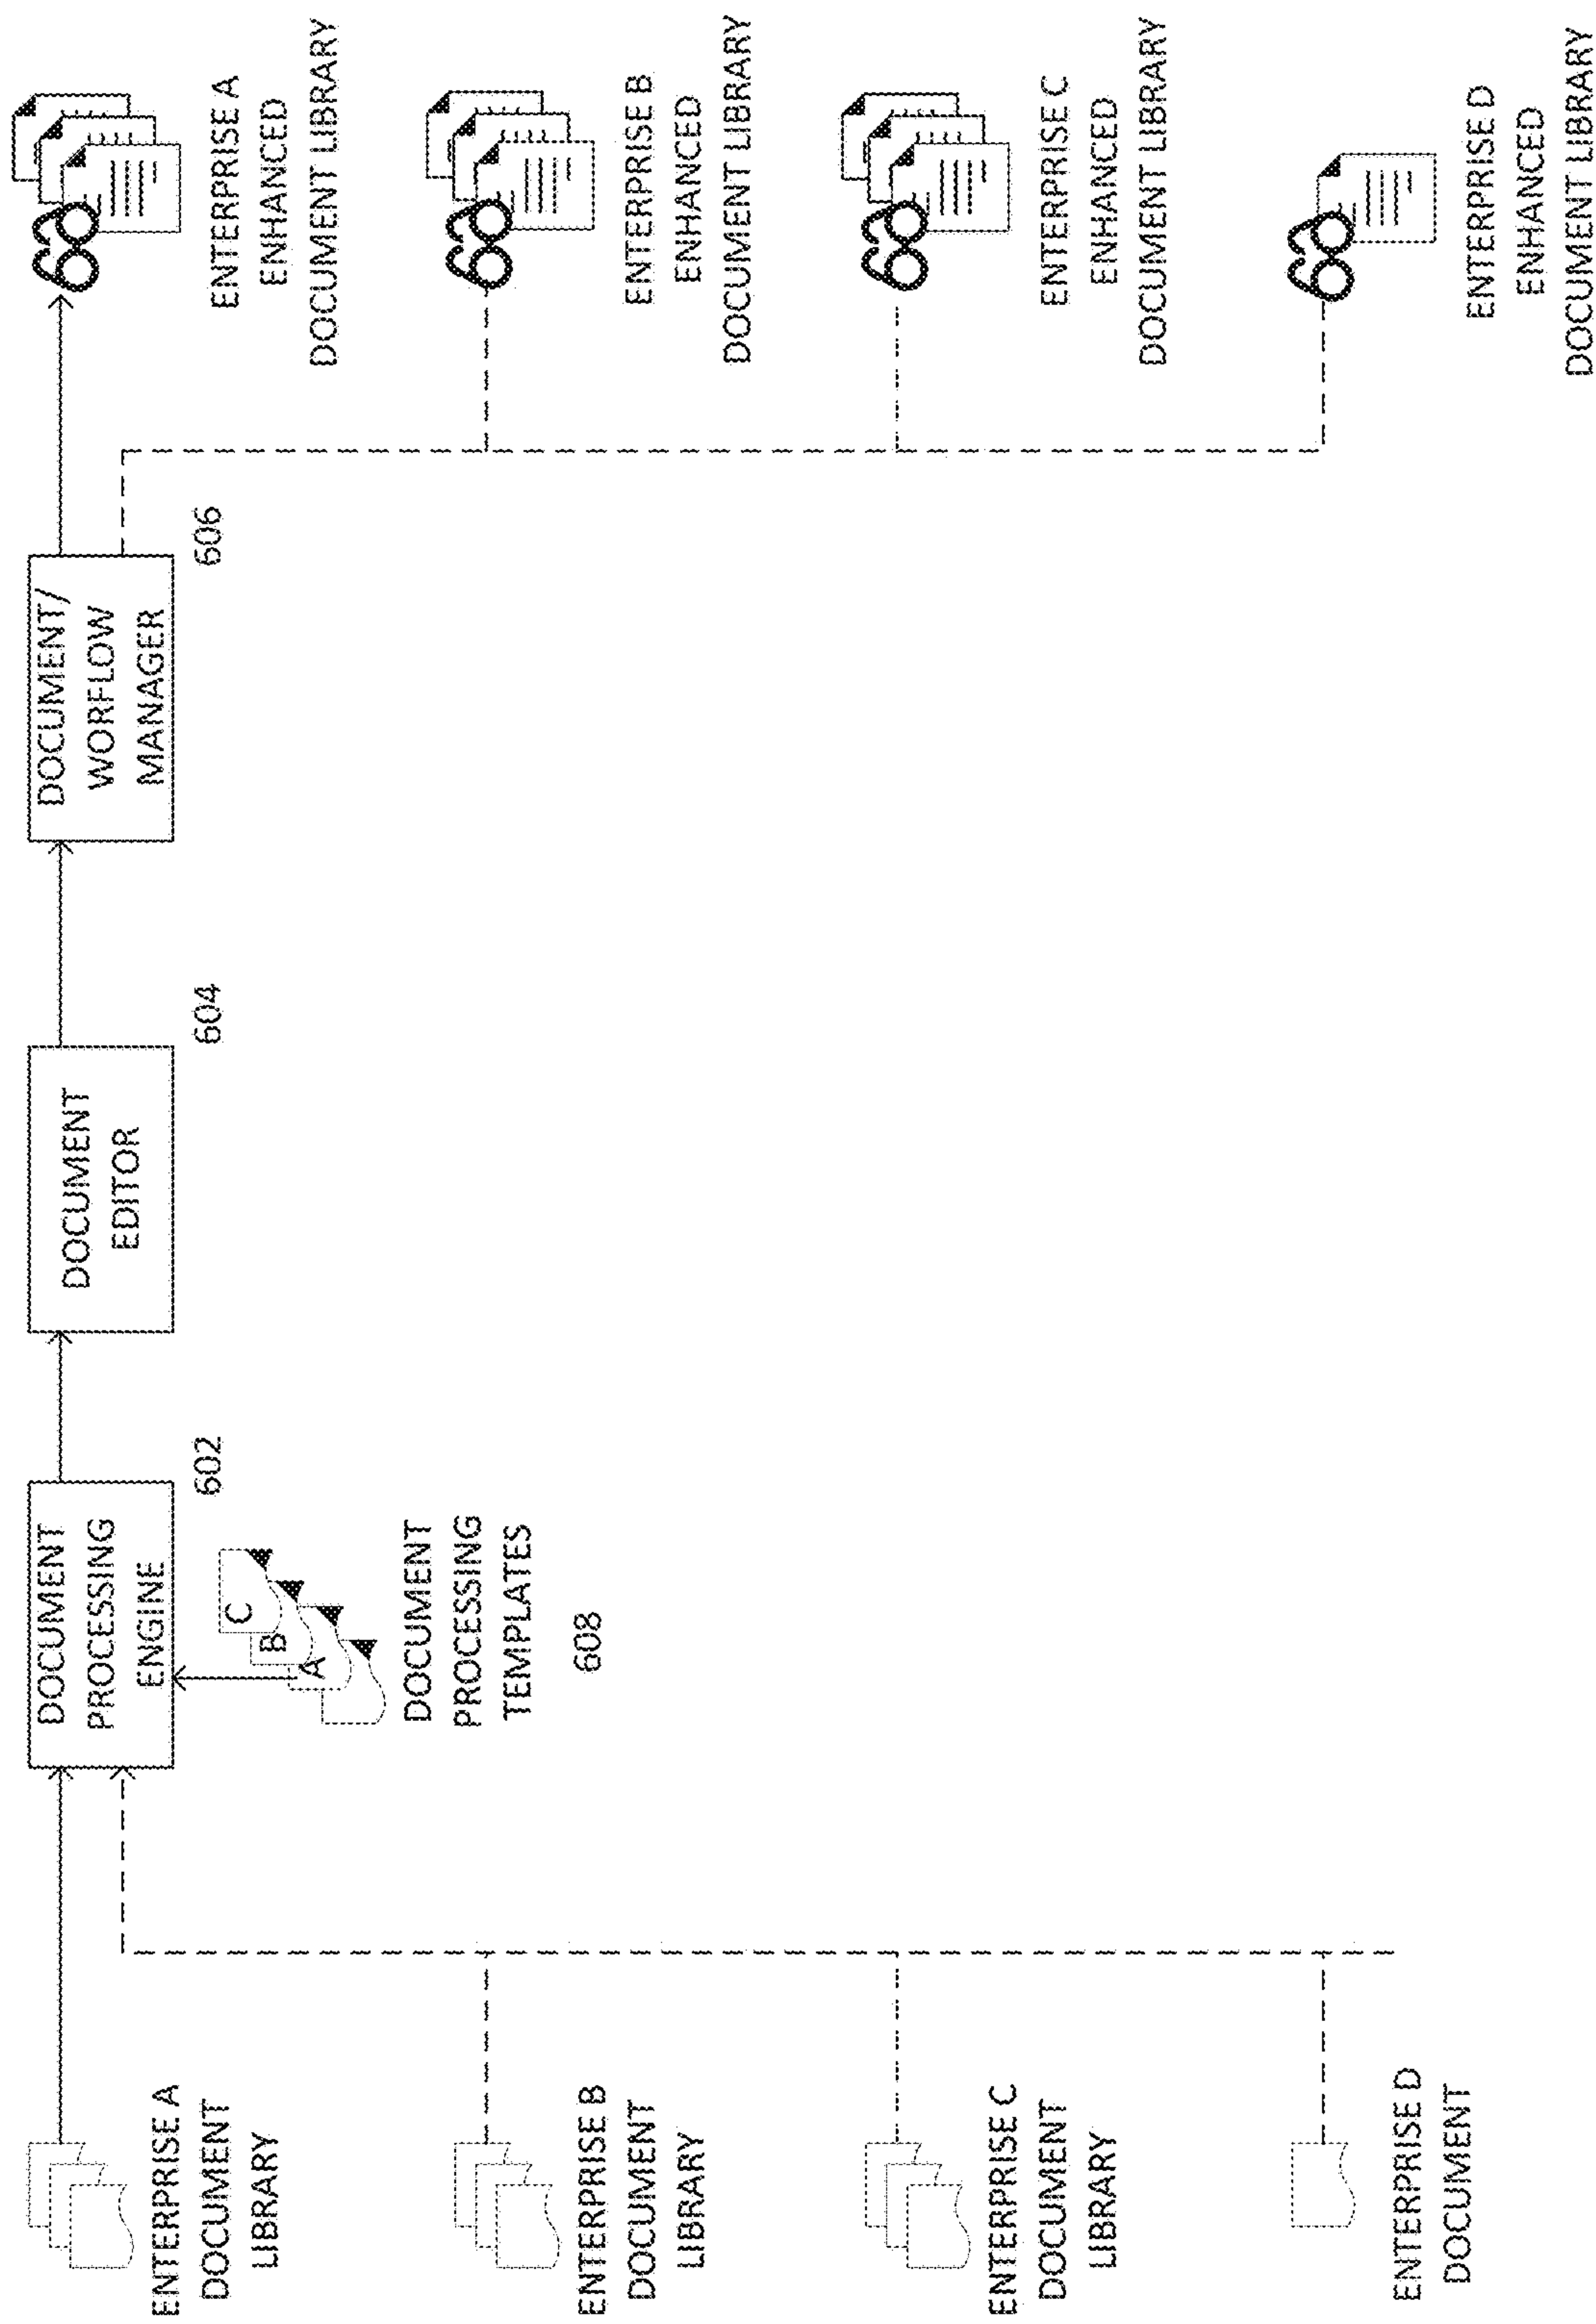 ENTERPRISE A
DOCUMENT
LIBRARY
ENTERPRISE B
DOCUMENT
LIBRARY
ENTERPRISE C
DOCUMENT
LIBRARY
ENTERPRISE D
DOCUMENT
DOCUMENT
PROCESSING
ENGINE
602
C
B
A
DOCUMENT
PROCESSING
TEMPLATES
608
DOCUMENT
EDITOR
604
DOCUMENT/
WORFLOW
MANAGER
606
ENTERPRISE A
ENHANCED
DOCUMENT LIBRARY
ENTERPRISE B
ENHANCED
DOCUMENT LIBRARY
ENTERPRISE C
ENHANCED
DOCUMENT LIBRARY
ENTERPRISE D
ENHANCED
DOCUMENT LIBRARY